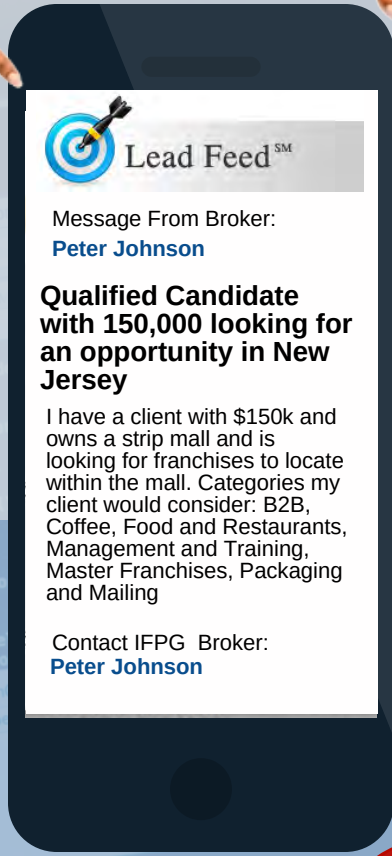 Lead Feed℠
Message From Broker:
Peter Johnson
Qualified Candidate
with 150,000 looking for
an opportunity in New
Jersey
I have a client with $150k and
owns a strip mall and is
looking for franchises to locate
within the mall. Categories my
client would consider: B2B,
Coffee, Food and Restaurants,
Management and Training,
Master Franchises, Packaging
and Mailing
Contact IFPG  Broker:
Peter Johnson